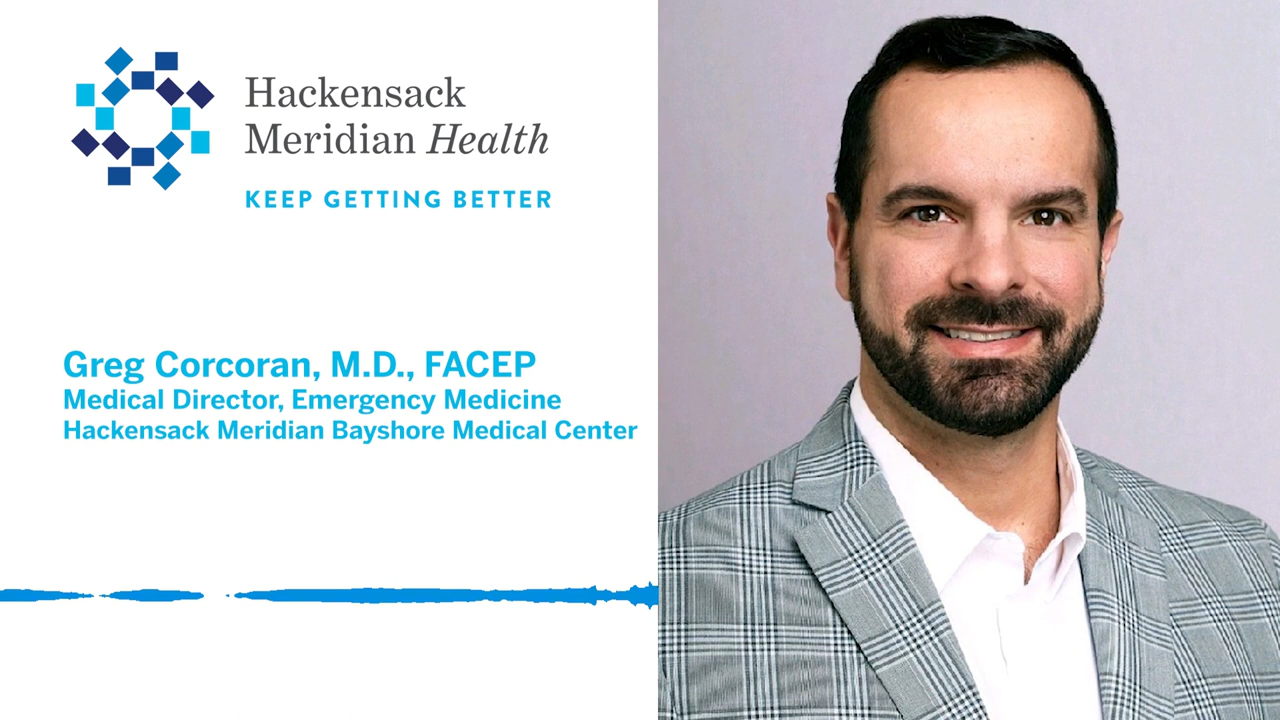 Hackensack
Meridian Health
KEEP GETTING BETTER
Greg Corcoran, M.D., FACEP
Medical Director, Emergency Medicine
Hackensack Meridian Bayshore Medical Center